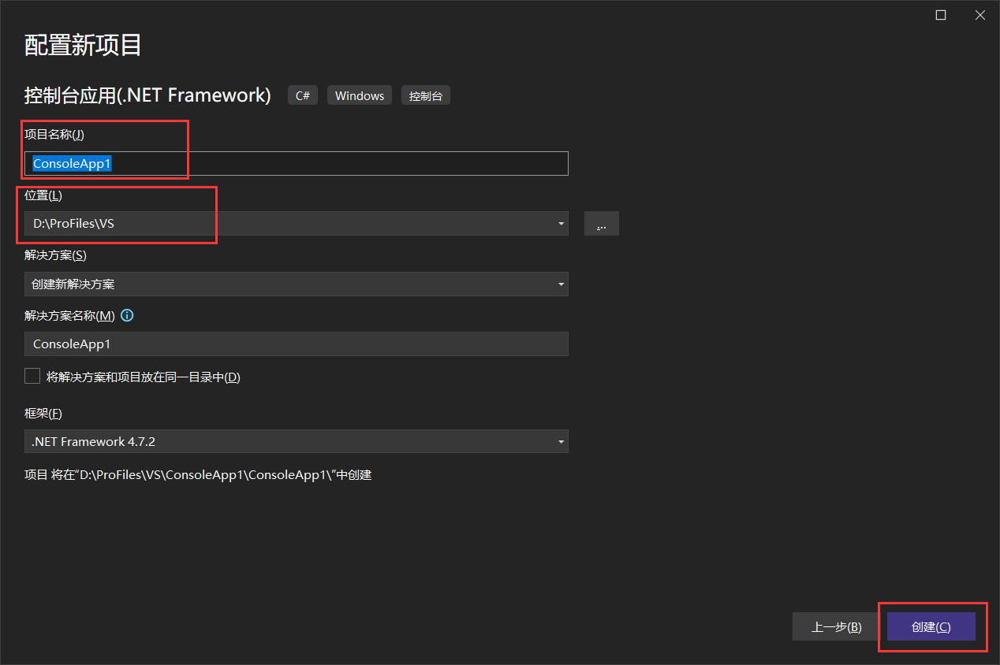 配置新项目
控制台应用(.NET Framework) C# Windows 控制台
项目名称(J)
ConsoleApp1
位置(L)
D:\ProFiles\VS
...
解决方案(S)
创建新解决方案
解决方案名称(M)
ConsoleApp1
将解决方案和项目放在同一目录中(D)
框架(F)
.NET Framework 4.7.2
项目 将在“D:\ProFiles\VS\ConsoleApp1\ConsoleApp1\”中创建
上一步(B) 创建(C)